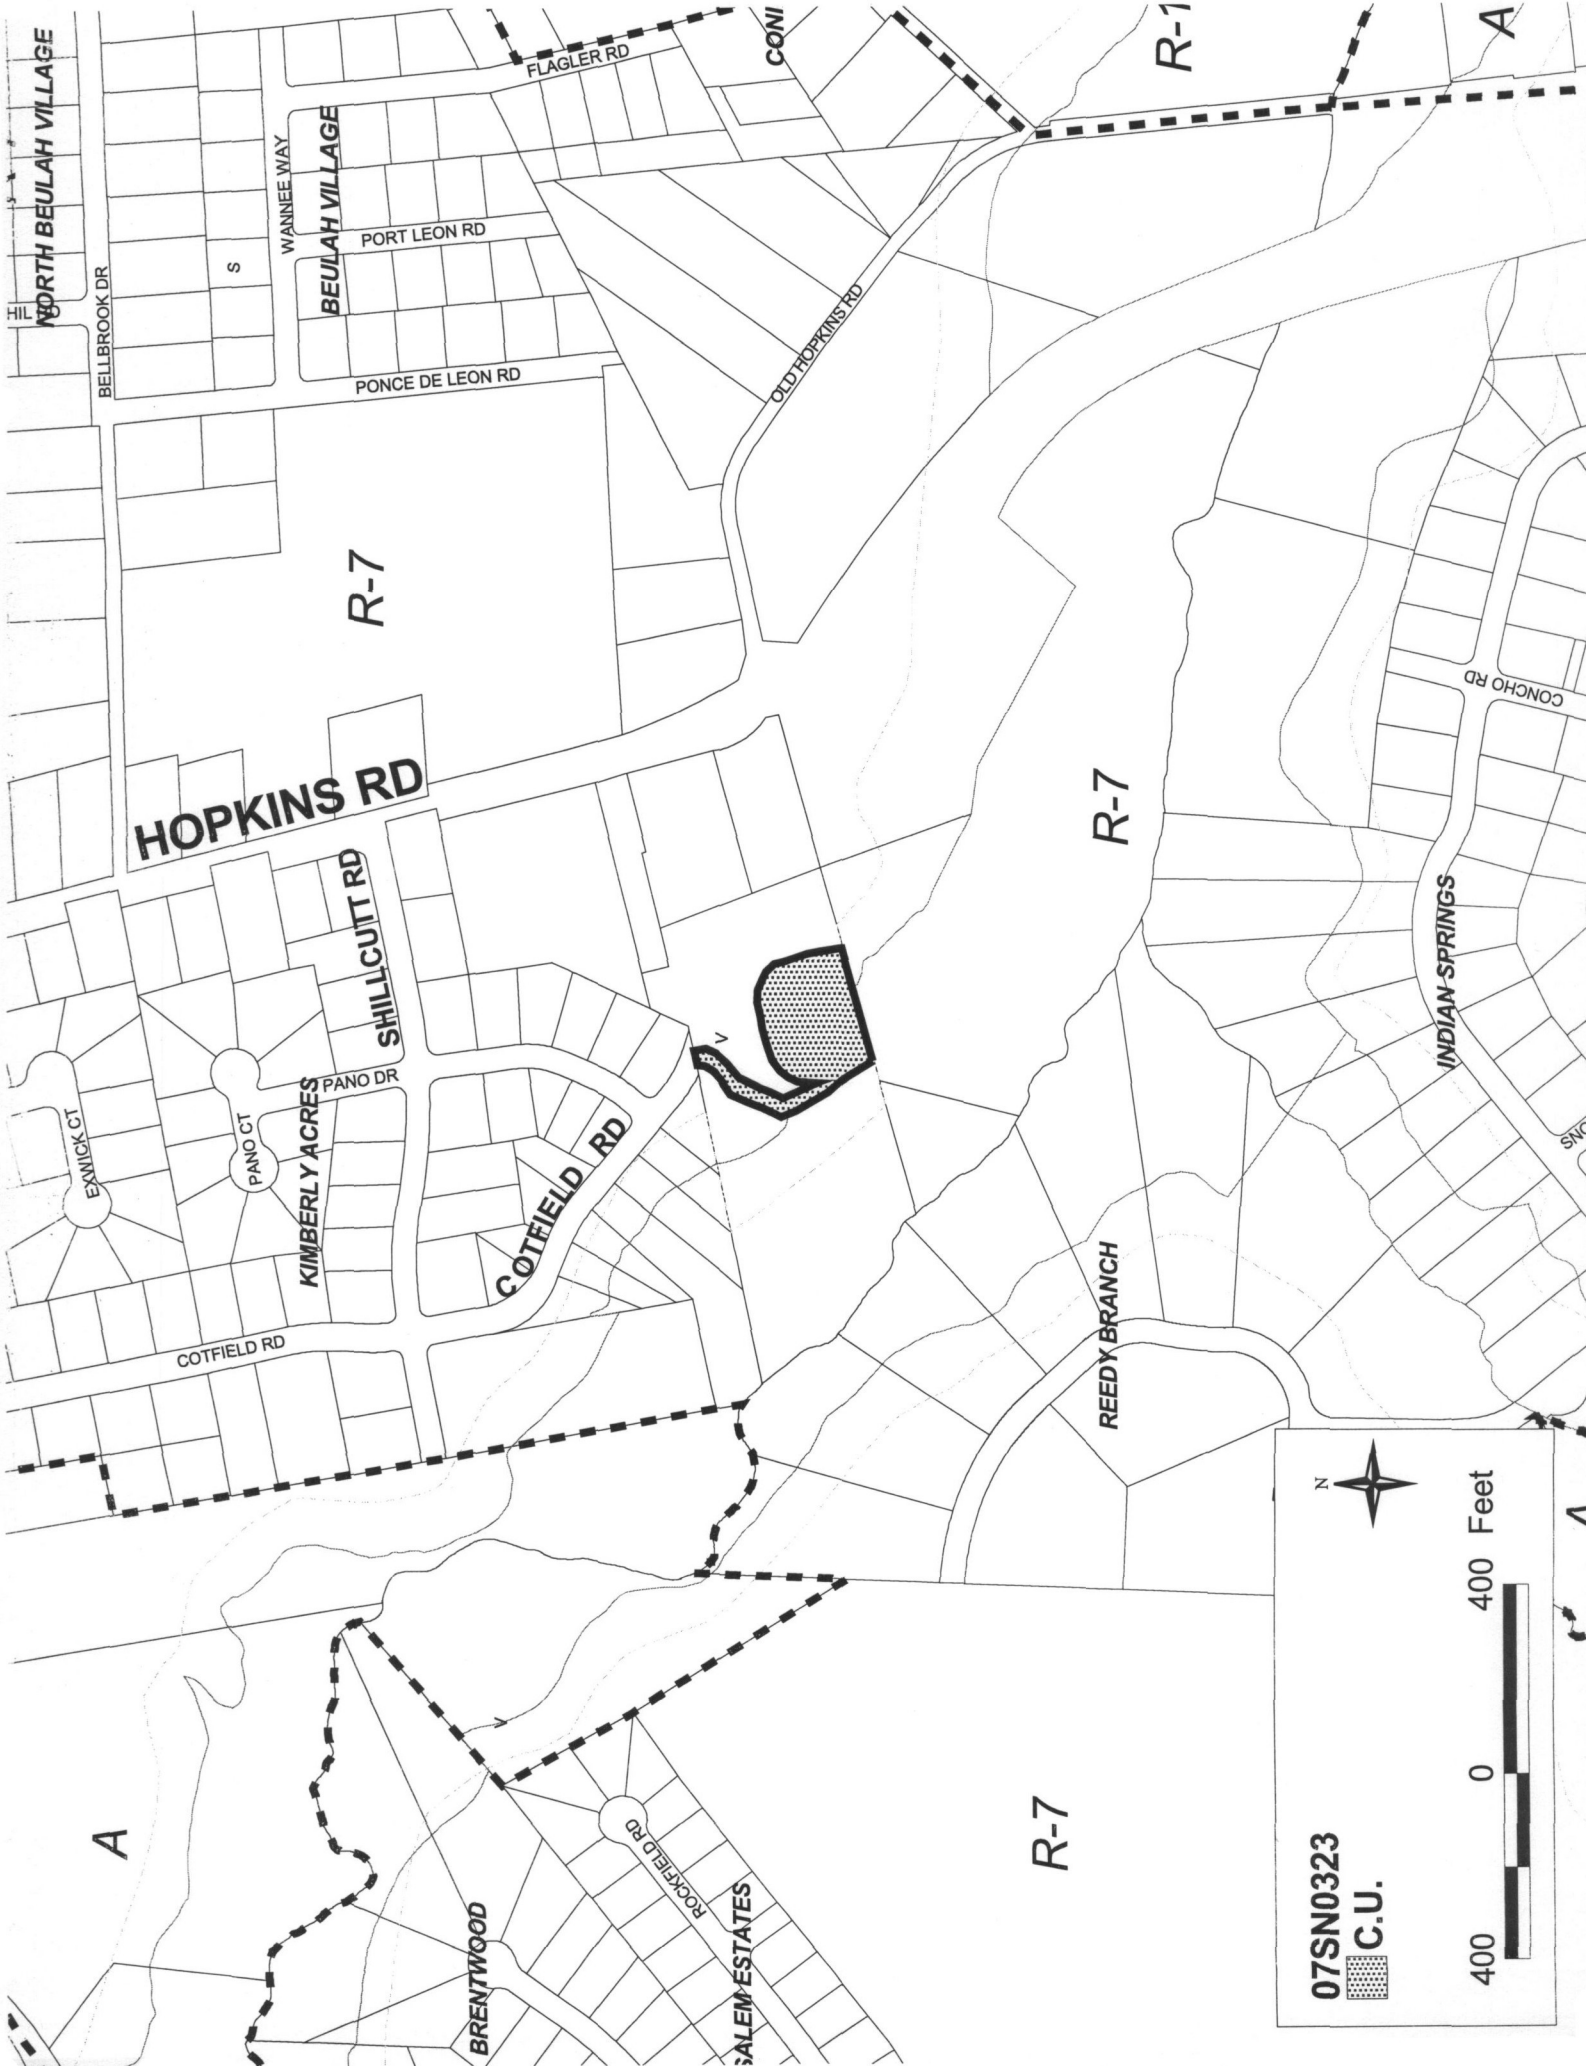 NORTH BEULAH VILLAGE
BELLBROOK DR
S
WANNEE WAY
BEULAH VILLAGE
PORT LEON RD
PONCE DE LEON RD
FLAGLER RD
CONI
R-1
A
OLD HOPKINS RD
R-7
HOPKINS RD
SHILLCUTT RD
EXWICK CT
PANO CT
PANO DR
KIMBERLY ACRES
COTFIELD RD
COTFIELD RD
V
R-7
CONCHO RD
INDIAN SPRINGS
REEDY BRANCH
A
V
BRENTWOOD
ROCKFIELD RD
SALEM ESTATES
R-7
A
07SN0323
C.U.
N
400 0 400 Feet